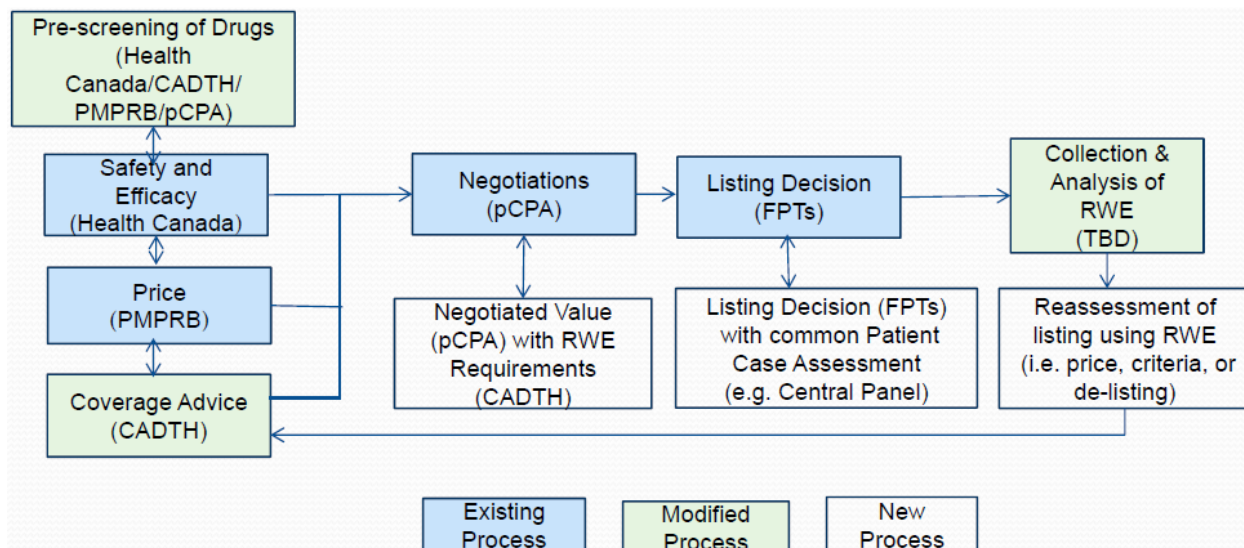 Pre-screening of Drugs
(Health
Canada/CADTH/
PMPRB/pCPA)
Safety and
Efficacy
(Health Canada)
Price
(PMPRB)
Coverage Advice
(CADTH)
Negotiations
(pCPA)
Negotiated Value
(pCPA) with RWE
Requirements
(CADTH)
Listing Decision
(FPTs)
Listing Decision (FPTs)
with common Patient
Case Assessment
(e.g. Central Panel)
Collection &
Analysis of
RWE
(TBD)
Reassessment of
listing using RWE
(i.e. price, criteria, or
de-listing)
Existing
Process
Modified
Process
New
Process